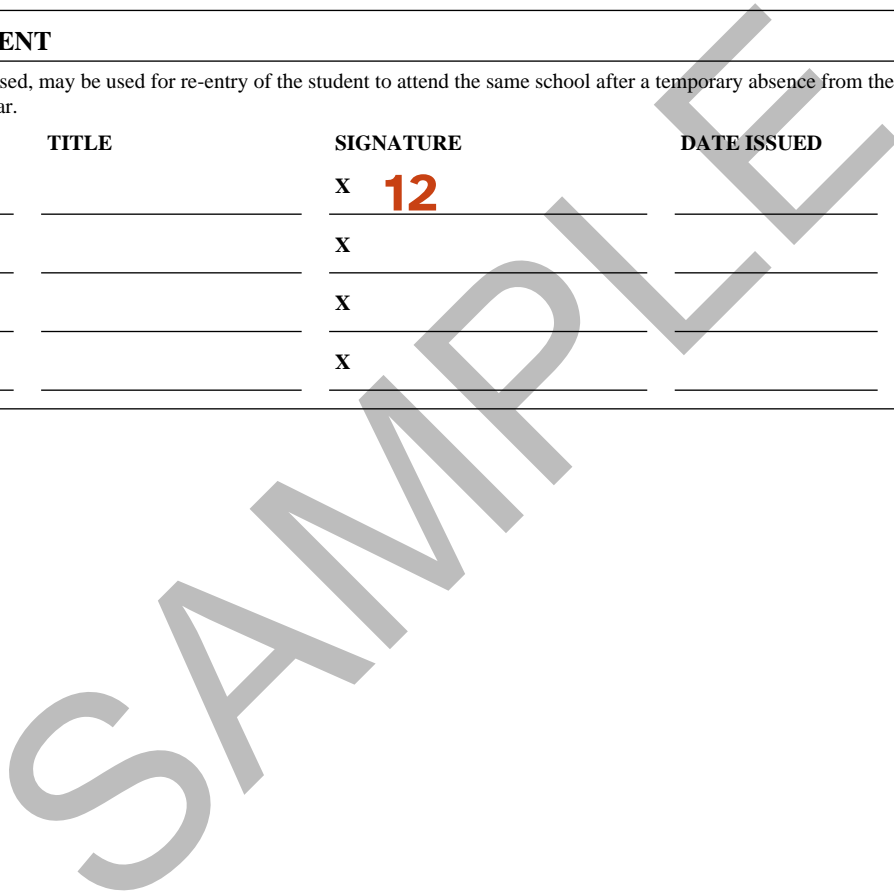 ENT
sed, may be used for re-entry of the student to attend the same school after a temporary absence from the
ar.
TITLE SIGNATURE DATE ISSUED
X 12
X
X
X
SAMPLE